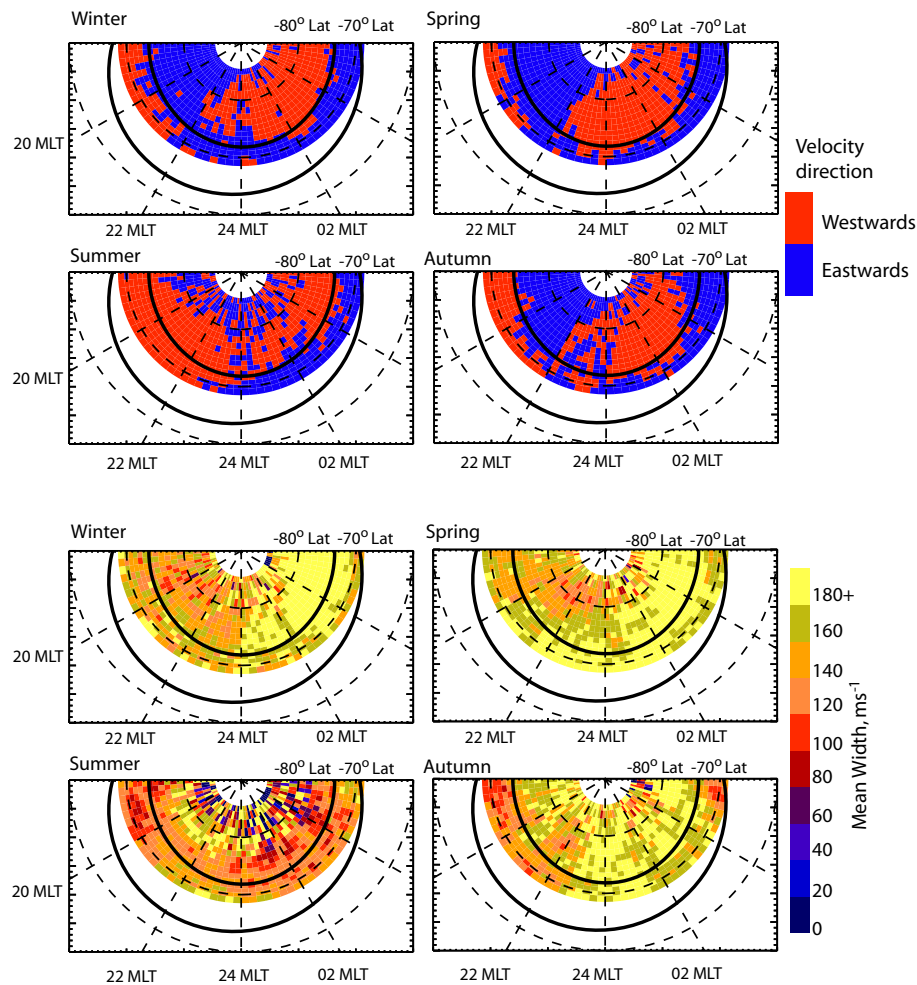 Winter
-80° Lat -70° Lat
Spring
-80° Lat -70° Lat
20 MLT
22 MLT 24 MLT 02 MLT
22 MLT 24 MLT 02 MLT
Velocity
direction
Westwards
Eastwards
Summer
-80° Lat -70° Lat
Autumn
-80° Lat -70° Lat
20 MLT
22 MLT 24 MLT 02 MLT
22 MLT 24 MLT 02 MLT
Winter
-80° Lat -70° Lat
Spring
-80° Lat -70° Lat
20 MLT
22 MLT 24 MLT 02 MLT
22 MLT 24 MLT 02 MLT
Summer
-80° Lat -70° Lat
Autumn
-80° Lat -70° Lat
20 MLT
22 MLT 24 MLT 02 MLT
22 MLT 24 MLT 02 MLT
180+
160
140
120
100
80
60
40
20
0
Mean Width, ms⁻¹